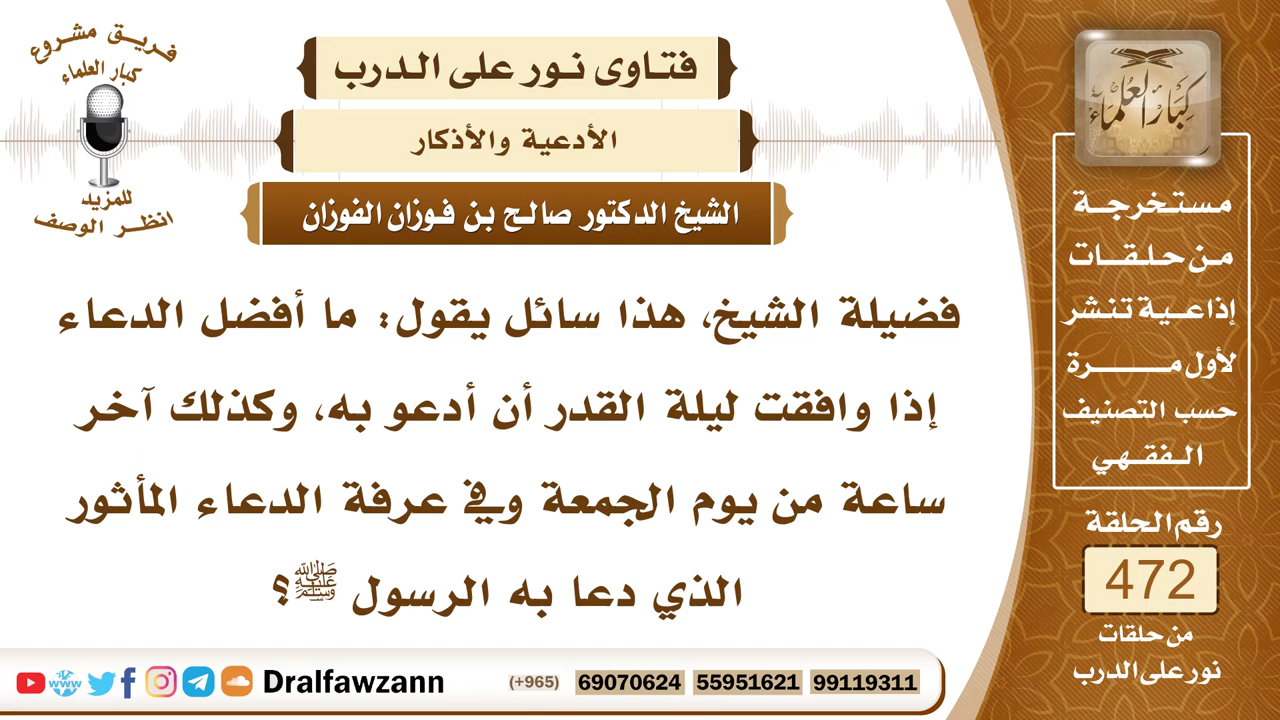 فريق مشروع
كبار العلماء
للمزيد
انظر الوصف
فتاوى نور على الدرب
الأدعية والأذكار
الشيخ الدكتور صالح بن فوزان الفوزان
فضيلة الشيخ، هذا سائل يقول: ما أفضل الدعاء
إذا وافقت ليلة القدر أن أدعو به، وكذلك آخر
ساعة من يوم الجمعة وفي عرفة الدعاء المأثور
الذي دعا به الرسول ﷺ؟
كبار العلماء
مستخرجة
من حلقات
إذاعية تنشر
لأول مرة
حسب التصنيف
الفقهي
رقم الحلقة
472
من حلقات
نور على الدرب
www Dralfawzann (+965) 69070624 55951621 99119311